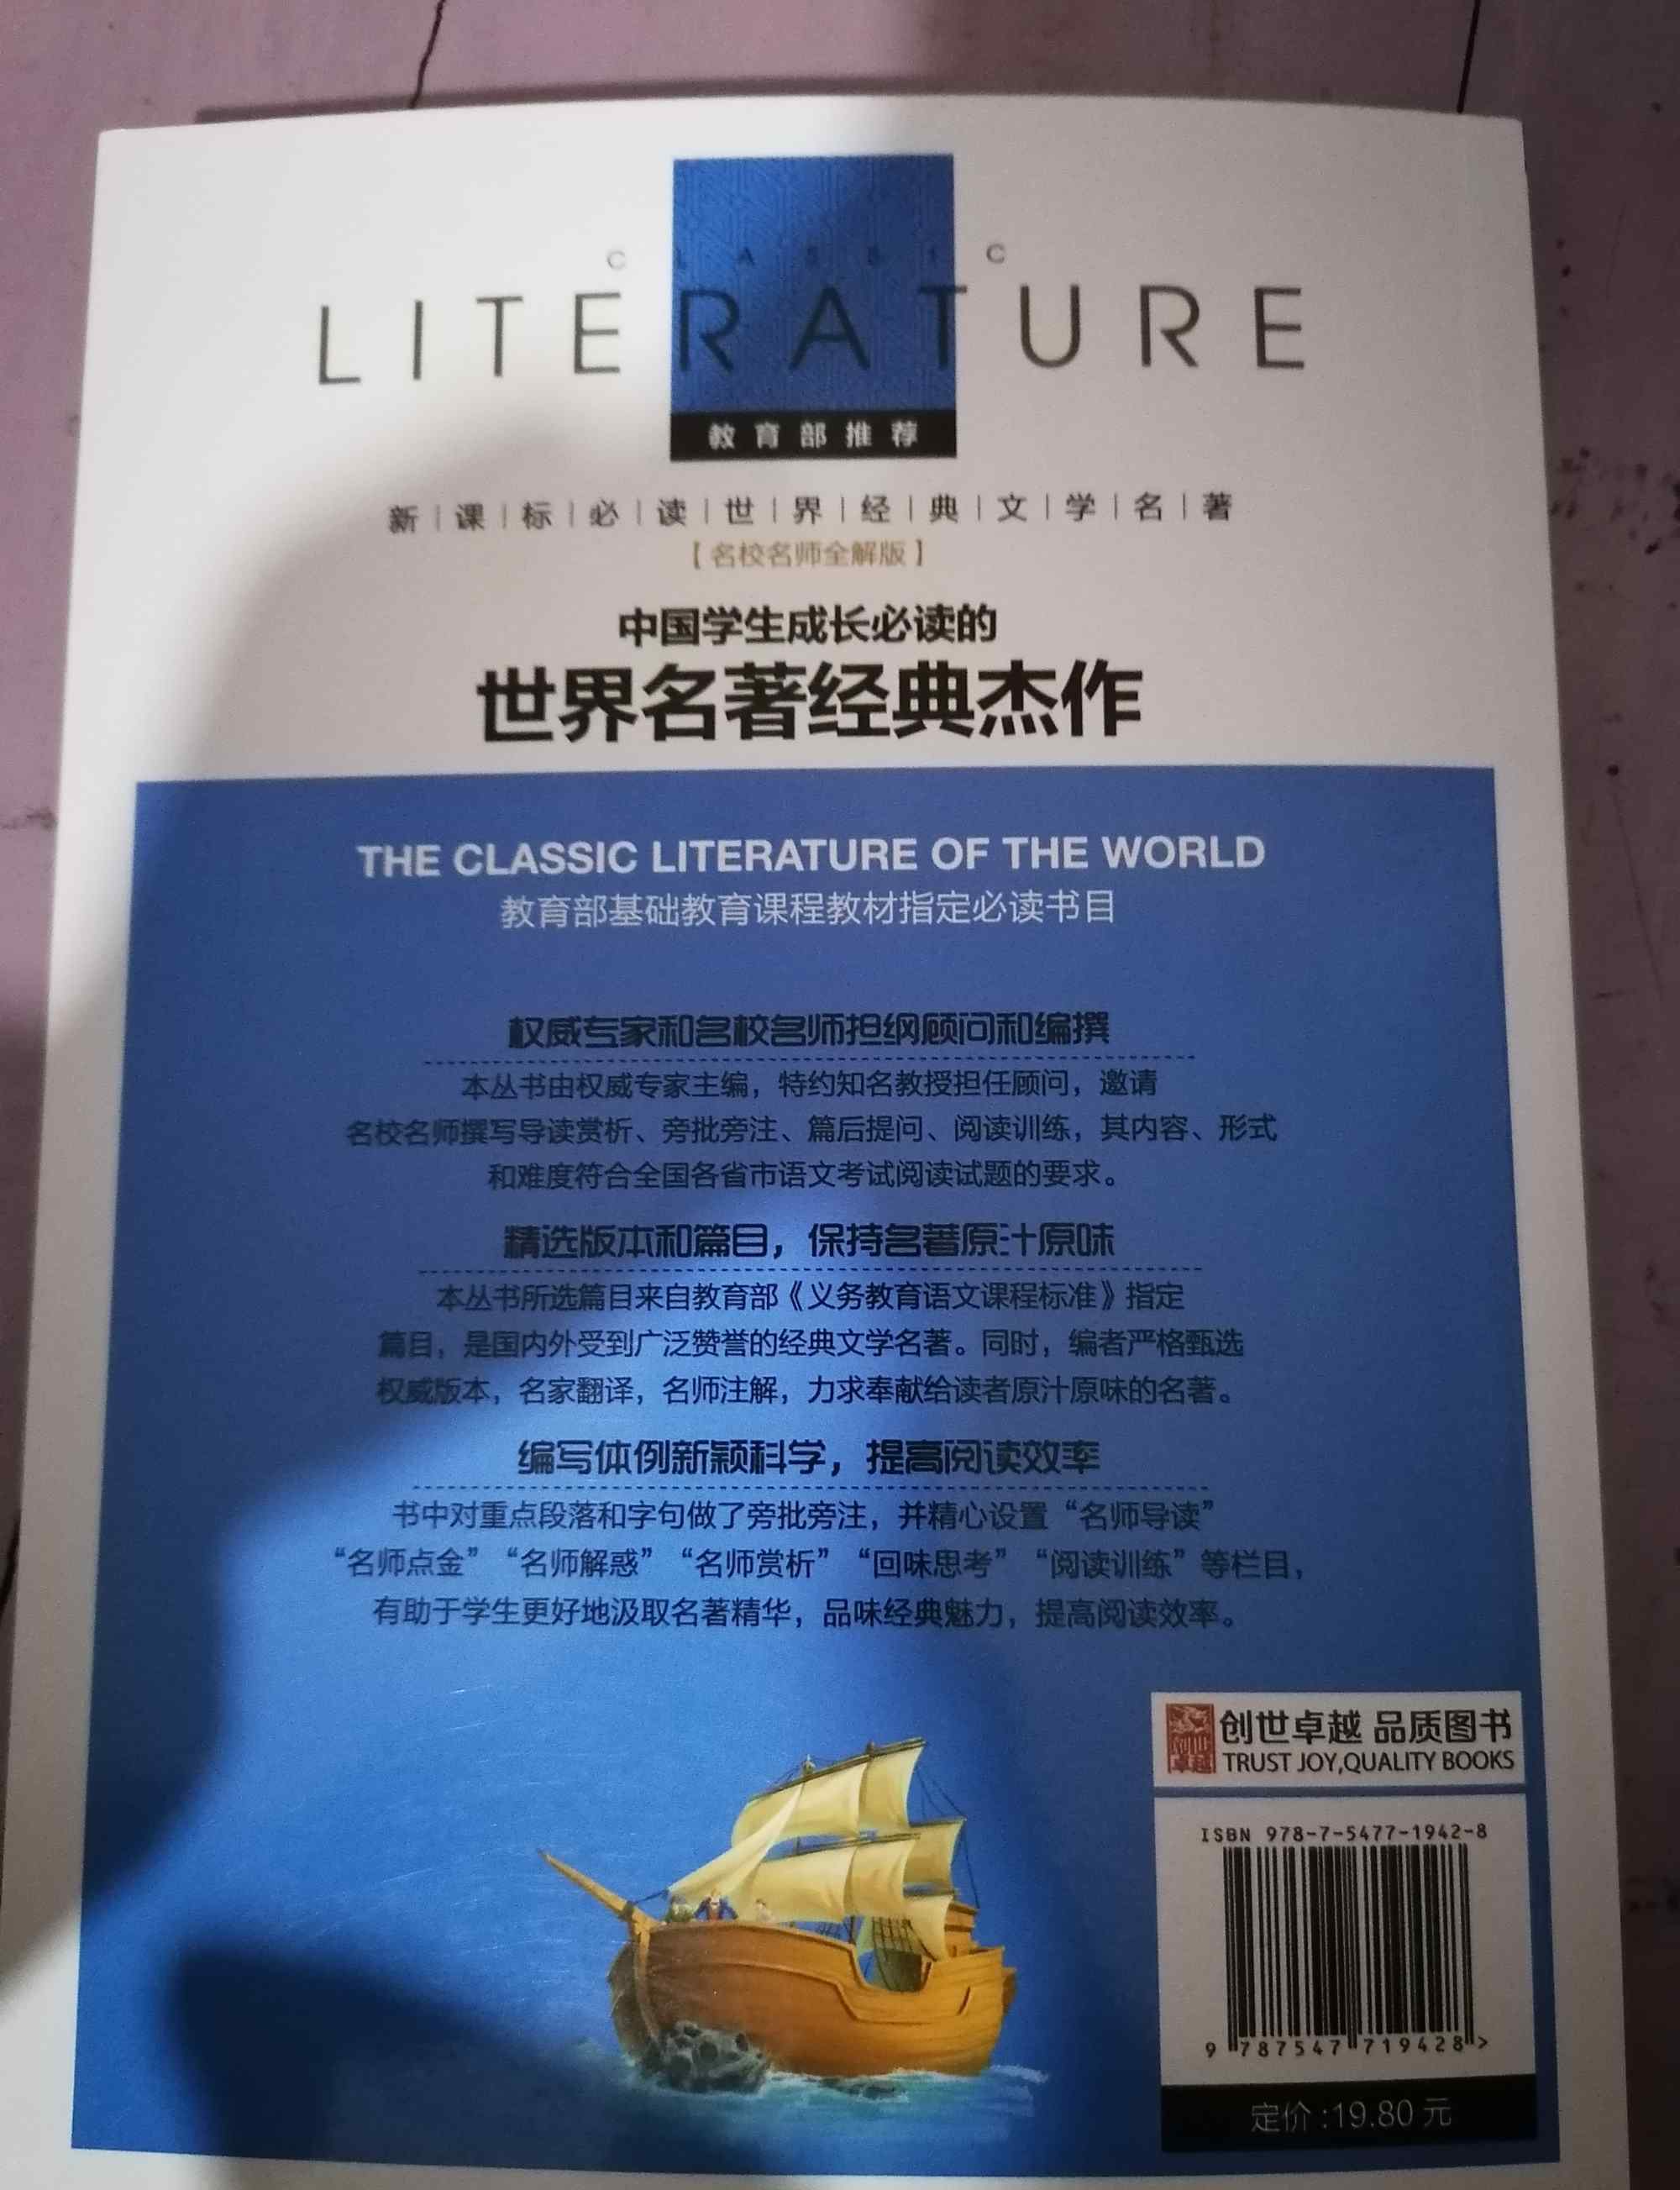 CLASSIC
LITERATURE
教育部推荐
新|课|标|必|读|世|界|经|典|文|学|名|著
【名校名师全解版】
中国学生成长必读的
世界名著经典杰作
THE CLASSIC LITERATURE OF THE WORLD
教育部基础教育课程教材指定必读书目
权威专家和名校名师担纲顾问和编撰
本丛书由权威专家主编，特约知名教授担任顾问，邀请
名校名师撰写导读赏析、旁批旁注、篇后提问、阅读训练，其内容、形式
和难度符合全国各省市语文考试阅读试题的要求。
精选版本和篇目，保持名著原汁原味
本丛书所选篇目来自教育部《义务教育语文课程标准》指定
篇目，是国内外受到广泛赞誉的经典文学名著。同时，编者严格甄选
权威版本，名家翻译，名师注解，力求奉献给读者原汁原味的名著。
编写体例新颖科学，提高阅读效率
书中对重点段落和字句做了旁批旁注，并精心设置“名师导读”
“名师点金”“名师解惑”“名师赏析”“回味思考”“阅读训练”等栏目，
有助于学生更好地汲取名著精华，品味经典魅力，提高阅读效率。
创世卓越 品质图书
创世卓越
TRUST JOY,QUALITY BOOKS
ISBN 978-7-5477-1942-8
9 787547 719428 >
定价:19.80元